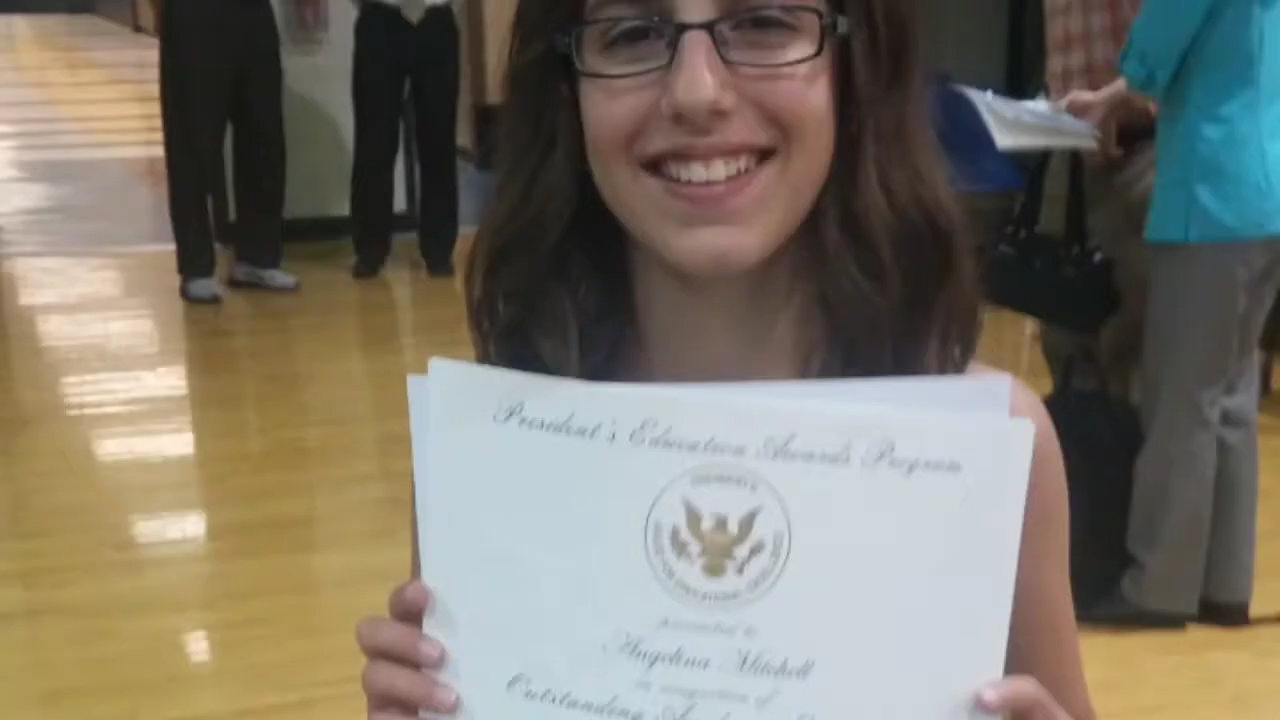 President's Education Awards Program
presented to
Angelina Mitchell
in recognition of
Outstanding